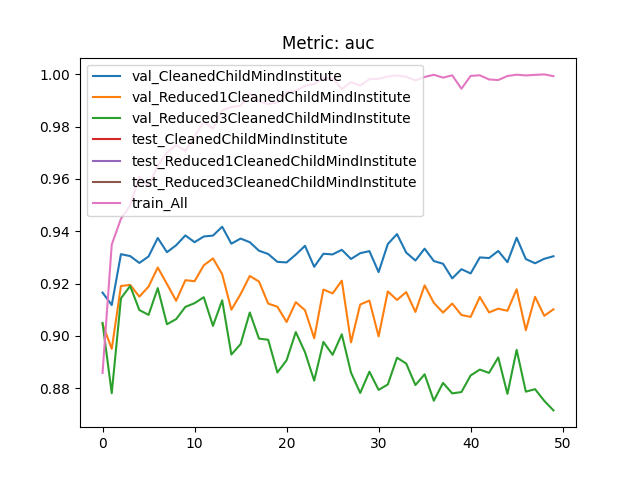 Metric: auc
1.00
0.98
0.96
0.94
0.92
0.90
0.88
val_CleanedChildMindInstitute
val_Reduced1CleanedChildMindInstitute
val_Reduced3CleanedChildMindInstitute
test_CleanedChildMindInstitute
test_Reduced1CleanedChildMindInstitute
test_Reduced3CleanedChildMindInstitute
train_All
0 10 20 30 40 50